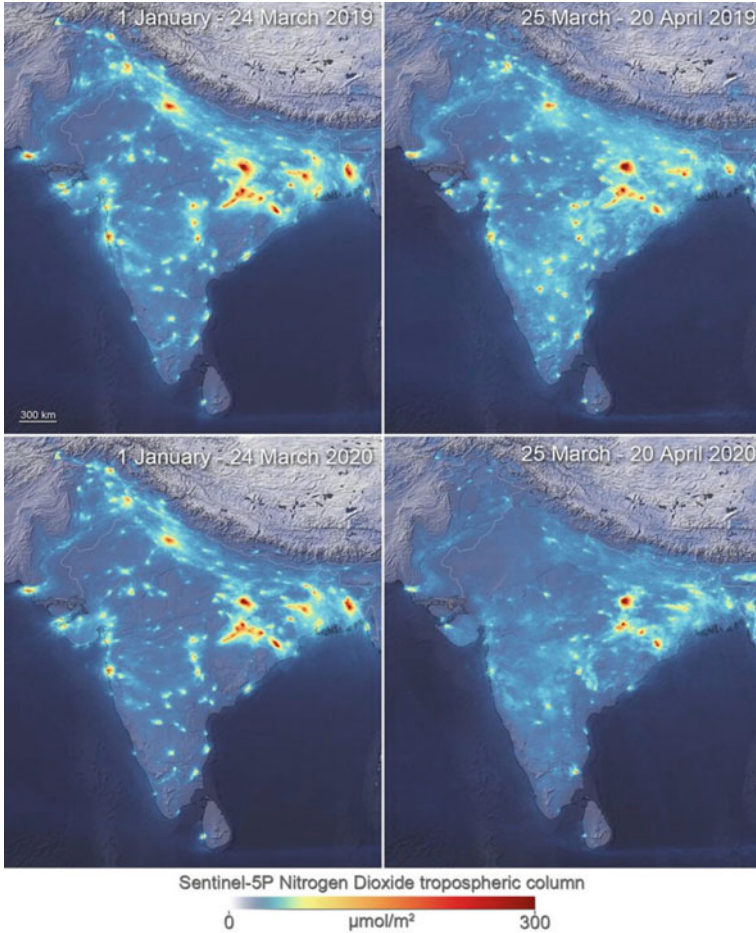 1 January - 24 March 2019
25 March - 20 April 2019
300 km
1 January - 24 March 2020
25 March - 20 April 2020
Sentinel-5P Nitrogen Dioxide tropospheric column
0
µmol/m²
300